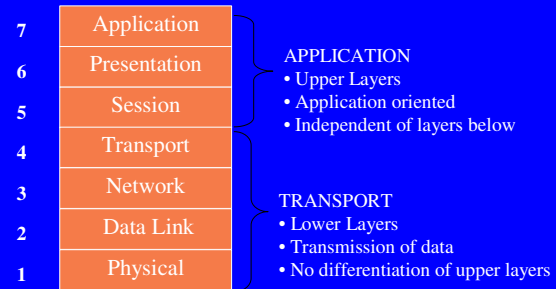 7 Application
6 Presentation
5 Session
4 Transport
3 Network
2 Data Link
1 Physical
APPLICATION
• Upper Layers
• Application oriented
• Independent of layers below
TRANSPORT
• Lower Layers
• Transmission of data
• No differentiation of upper layers